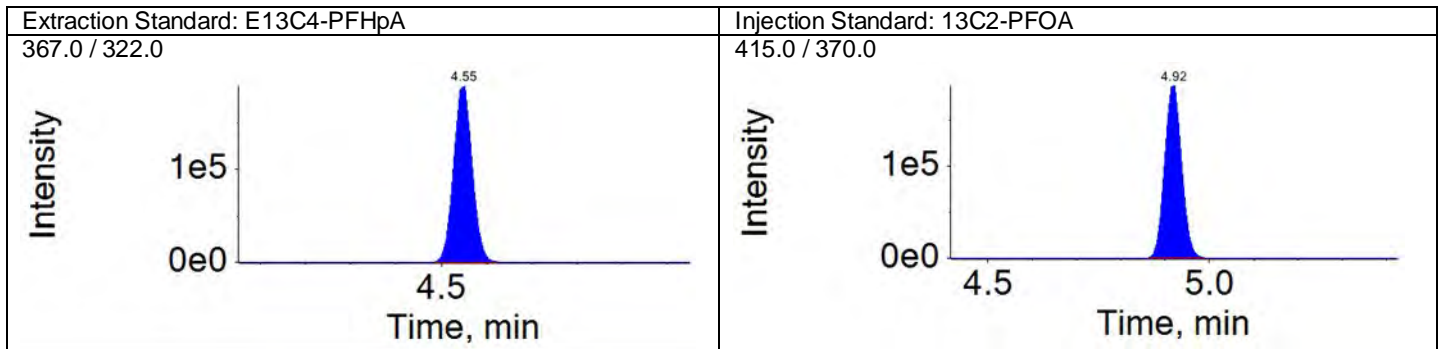 Extraction Standard: E13C4-PFHpA
367.0 / 322.0
4.55
Intensity
1e5
0e0
4.5
Time, min
Injection Standard: 13C2-PFOA
415.0 / 370.0
4.92
Intensity
1e5
0e0
4.5
5.0
Time, min